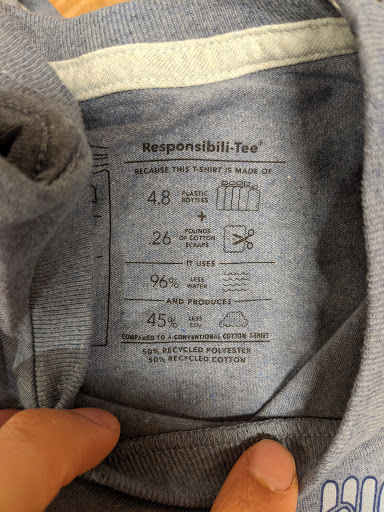 Responsibili-Tee®
BECAUSE THIS T-SHIRT IS MADE OF
4.8 PLASTIC BOTTLES
+
.26 POUNDS OF COTTON SCRAPS
IT USES
96% LESS WATER
AND PRODUCES
45% LESS CO₂
COMPARED TO A CONVENTIONAL COTTON T-SHIRT
50% RECYCLED POLYESTER
50% RECYCLED COTTON